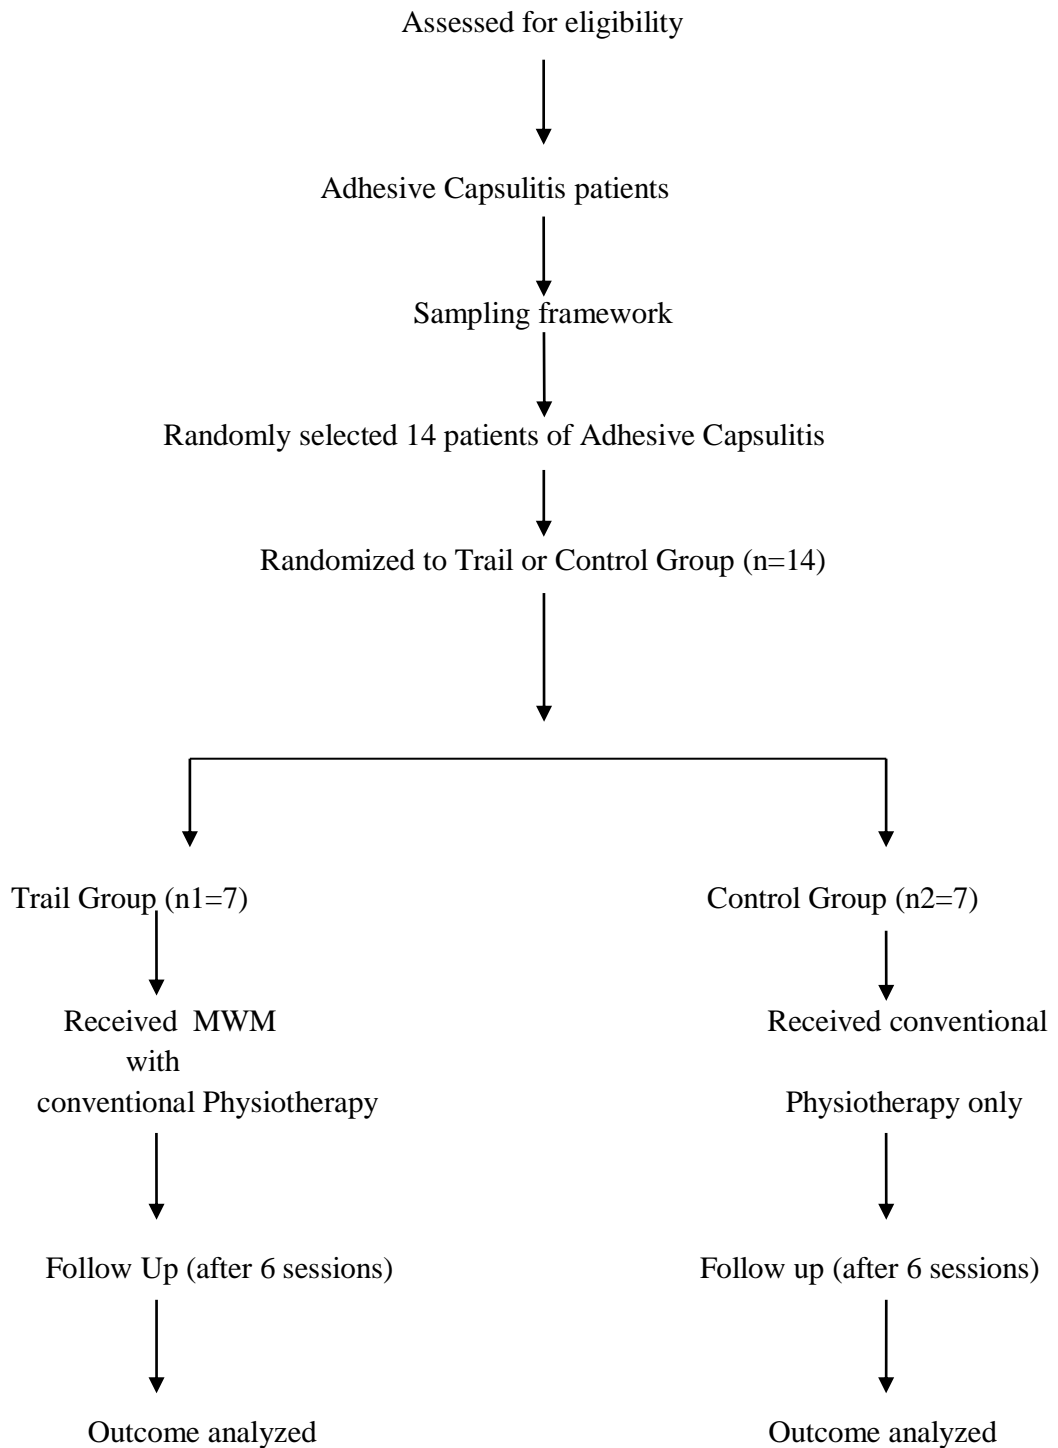 Assessed for eligibility
Adhesive Capsulitis patients
Sampling framework
Randomly selected 14 patients of Adhesive Capsulitis
Randomized to Trail or Control Group (n=14)
Trail Group (n1=7)
Control Group (n2=7)
Received MWM
with
conventional Physiotherapy
Received conventional
Physiotherapy only
Follow Up (after 6 sessions)
Follow up (after 6 sessions)
Outcome analyzed
Outcome analyzed